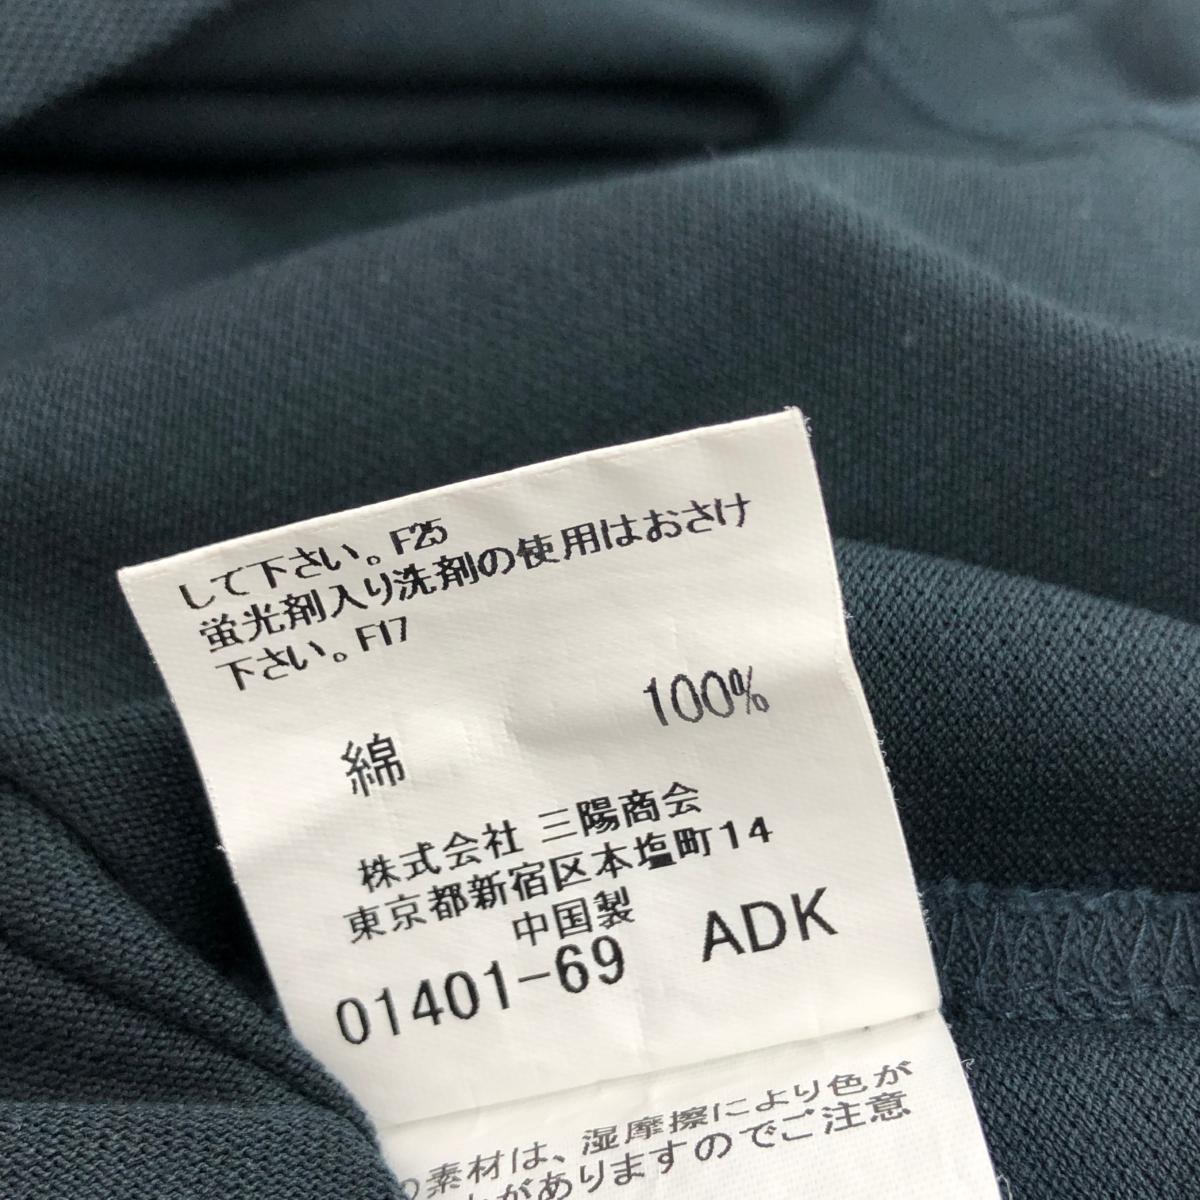 して下さい。F25
蛍光剤入り洗剤の使用はおさけ
下さい。F17
綿 100%
株式会社 三陽商会
東京都新宿区本塩町14
中国製
01401-69 ADK
の素材は、湿摩擦により色が
とがありますのでご注意